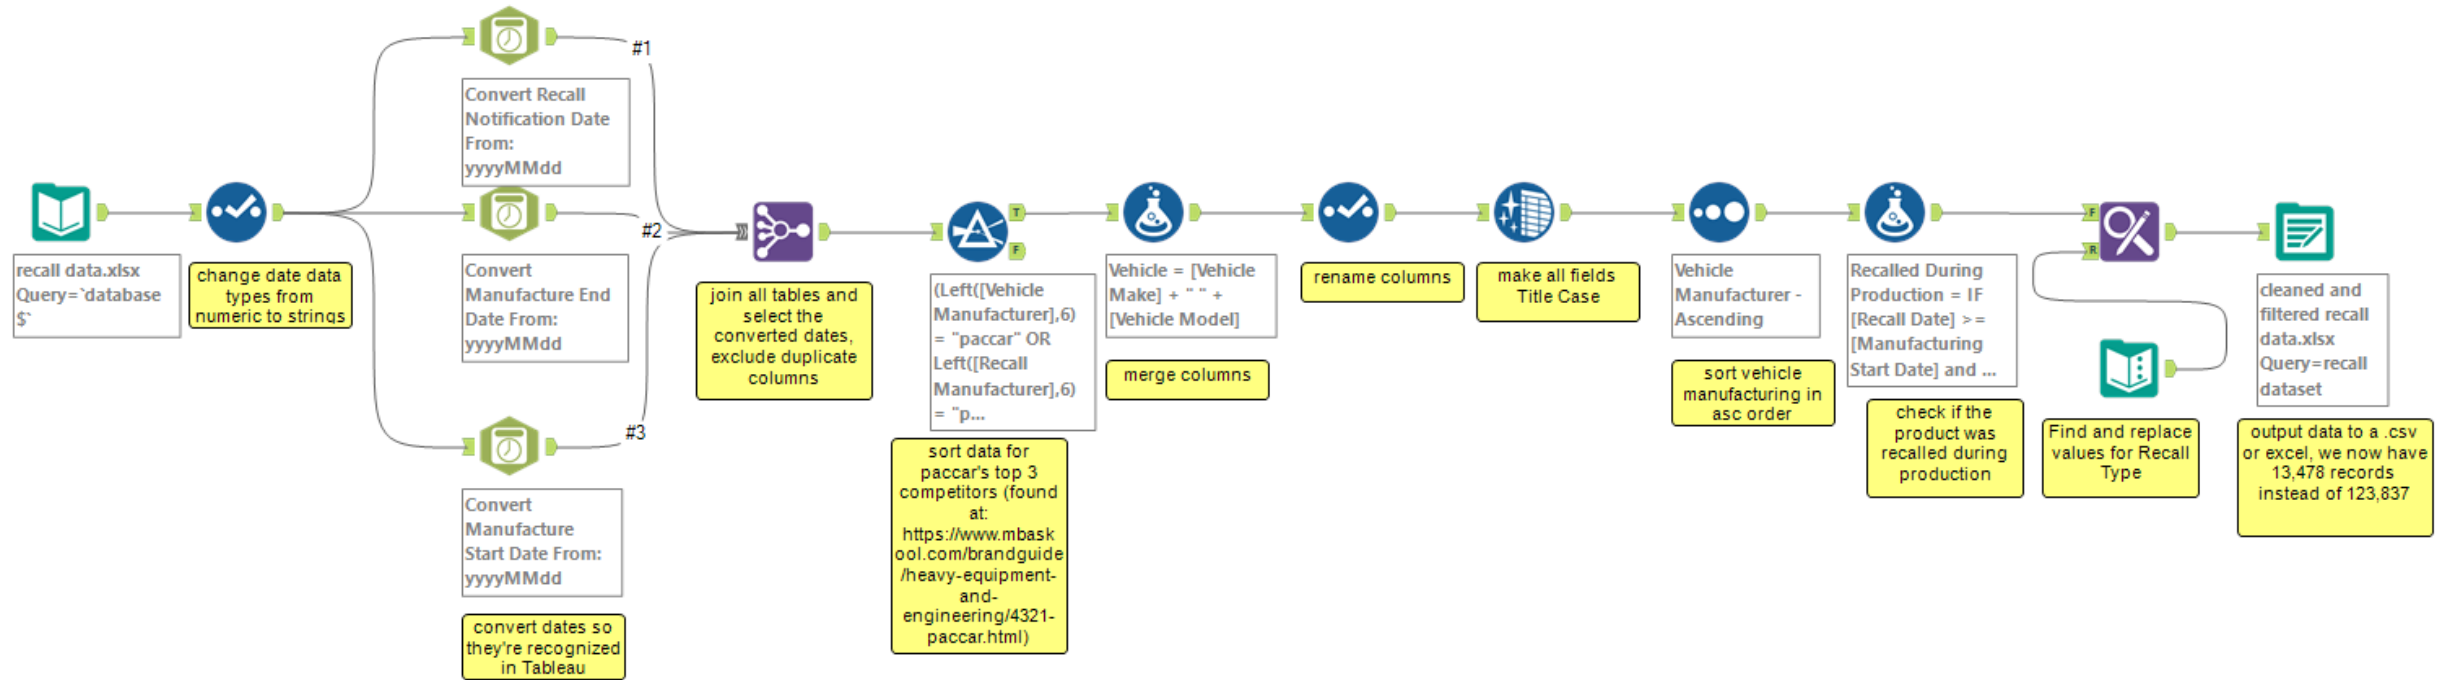 #1
Convert Recall
Notification Date
From:
yyyyMMdd
recall data.xlsx
Query=`database
$`
change date data
types from
numeric to strings
#2
Convert
Manufacture End
Date From:
yyyyMMdd
#3
Convert
Manufacture
Start Date From:
yyyyMMdd
convert dates so
they're recognized
in Tableau
join all tables and
select the
converted dates,
exclude duplicate
columns
T
F
(Left([Vehicle
Manufacturer],6)
= "paccar" OR
Left([Recall
Manufacturer],6)
= "p...
sort data for
paccar's top 3
competitors (found
at:
https://www.mbask
ool.com/brandguide
/heavy-equipment-
and-
engineering/4321-
paccar.html)
Vehicle = [Vehicle
Make] + " " +
[Vehicle Model]
merge columns
rename columns
make all fields
Title Case
Vehicle
Manufacturer -
Ascending
sort vehicle
manufacturing in
asc order
Recalled During
Production = IF
[Recall Date] >=
[Manufacturing
Start Date] and ...
check if the
product was
recalled during
production
F
R
Find and replace
values for Recall
Type
cleaned and
filtered recall
data.xlsx
Query=recall
dataset
output data to a .csv
or excel, we now have
13,478 records
instead of 123,837